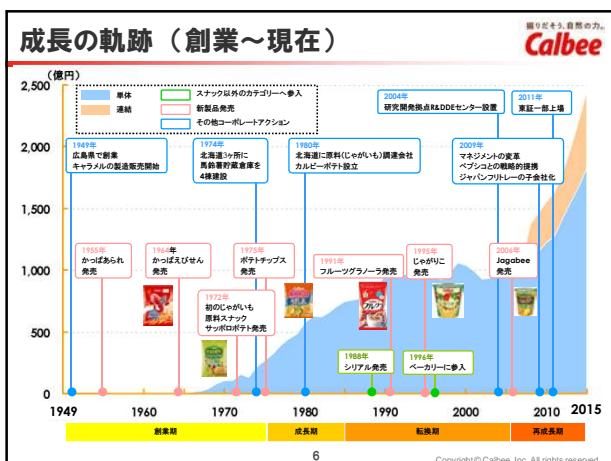 成長の軌跡（創業～現在）
掘りだそう、自然の力。
Calbee
(億円)
2,500
2,000
1,500
1,000
500
0
単体
連結
スナック以外のカテゴリーへ参入
新製品発売
その他コーポレートアクション
1949年
広島県で創業
キャラメルの製造販売開始
1974年
北海道3ヶ所に
馬鈴薯貯蔵倉庫を
4棟建設
1980年
北海道に原料(じゃがいも)調達会社
カルビーポテト設立
2004年
研究開発拠点R&DDEセンター設置
2009年
マネジメントの変革
ペプシコとの戦略的提携
ジャパンフリトレーの子会社化
2011年
東証一部上場
1955年
かっぱあられ
発売
1964年
かっぱえびせん
発売
1972年
初のじゃがいも
原料スナック
サッポロポテト発売
1975年
ポテトチップス
発売
1991年
フルーツグラノーラ発売
1995年
じゃがりこ
発売
2006年
Jagabee
発売
1988年
シリアル発売
1996年
ベーカリーに参入
1949
1960
1970
1980
1990
2000
2010
2015
創業期
成長期
転換期
再成長期
6
Copyright© Calbee, Inc. All rights reserved.